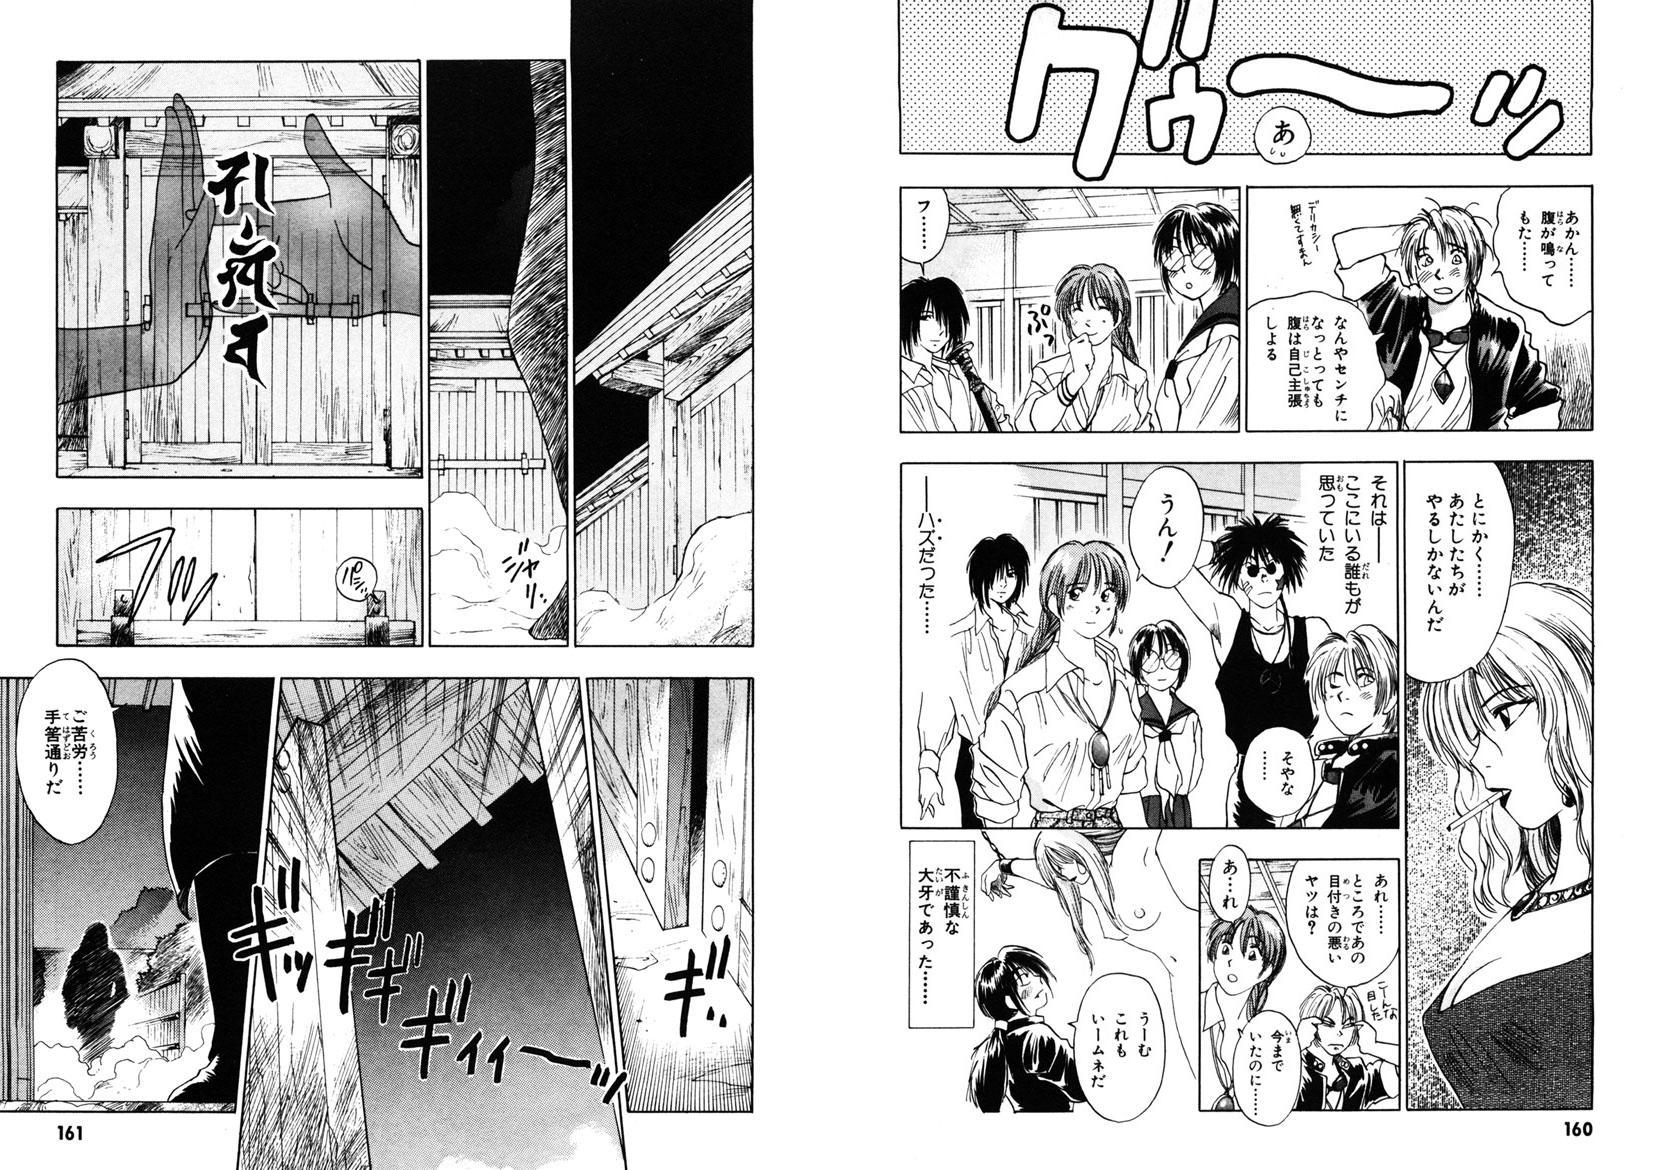 グゥ〜ッ
あ
あかん……
腹が鳴って
もた……
デリカシー
無くてすまん
なんやセンチに
なっとっても
腹は自己主張
しよる
ぷっ
フ……
とにかく……
あたしたちが
やるしかないんだ
それは――
ここにいる誰もが
思っていた
うん！
――ハズだった……
そやな
……
あれ……
ところであの
目付きの悪い
ヤツは？
こーんな
目した
あ…れ
今まで
いたのに…
うーむ
これも
いームネだ
不謹慎な
大牙であった……
160
ジャリ
パシッ
ブンッ
ギ
ギギ
ギッ
ギィィ〜ッ
ご苦労……
手筈通りだ
161